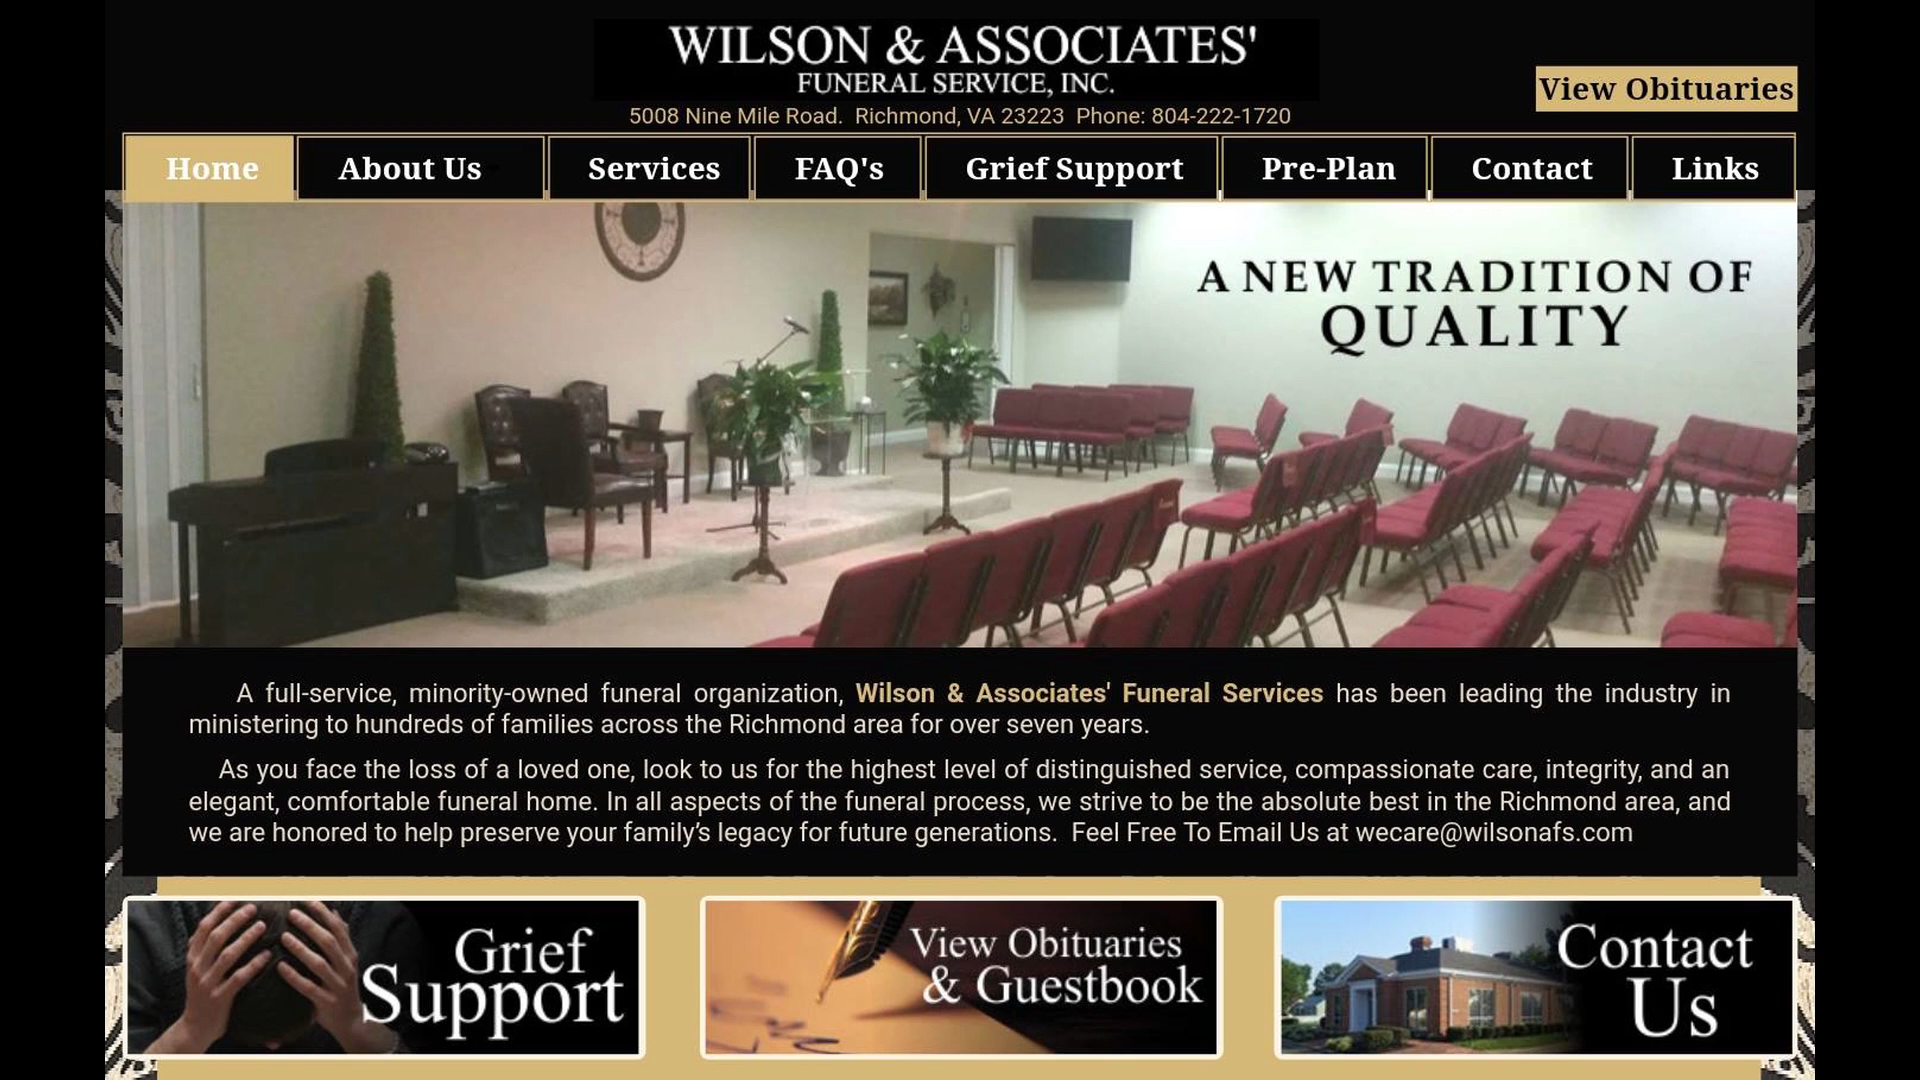 WILSON & ASSOCIATES'
FUNERAL SERVICE, INC.
5008 Nine Mile Road.  Richmond, VA 23223  Phone: 804-222-1720
View Obituaries
Home
About Us
Services
FAQ's
Grief Support
Pre-Plan
Contact
Links
A NEW TRADITION OF
QUALITY
A full-service, minority-owned funeral organization, Wilson & Associates' Funeral Services has been leading the industry in
ministering to hundreds of families across the Richmond area for over seven years.
As you face the loss of a loved one, look to us for the highest level of distinguished service, compassionate care, integrity, and an
elegant, comfortable funeral home. In all aspects of the funeral process, we strive to be the absolute best in the Richmond area, and
we are honored to help preserve your family’s legacy for future generations.  Feel Free To Email Us at wecare@wilsonafs.com
Grief
Support
View Obituaries
& Guestbook
Contact
Us